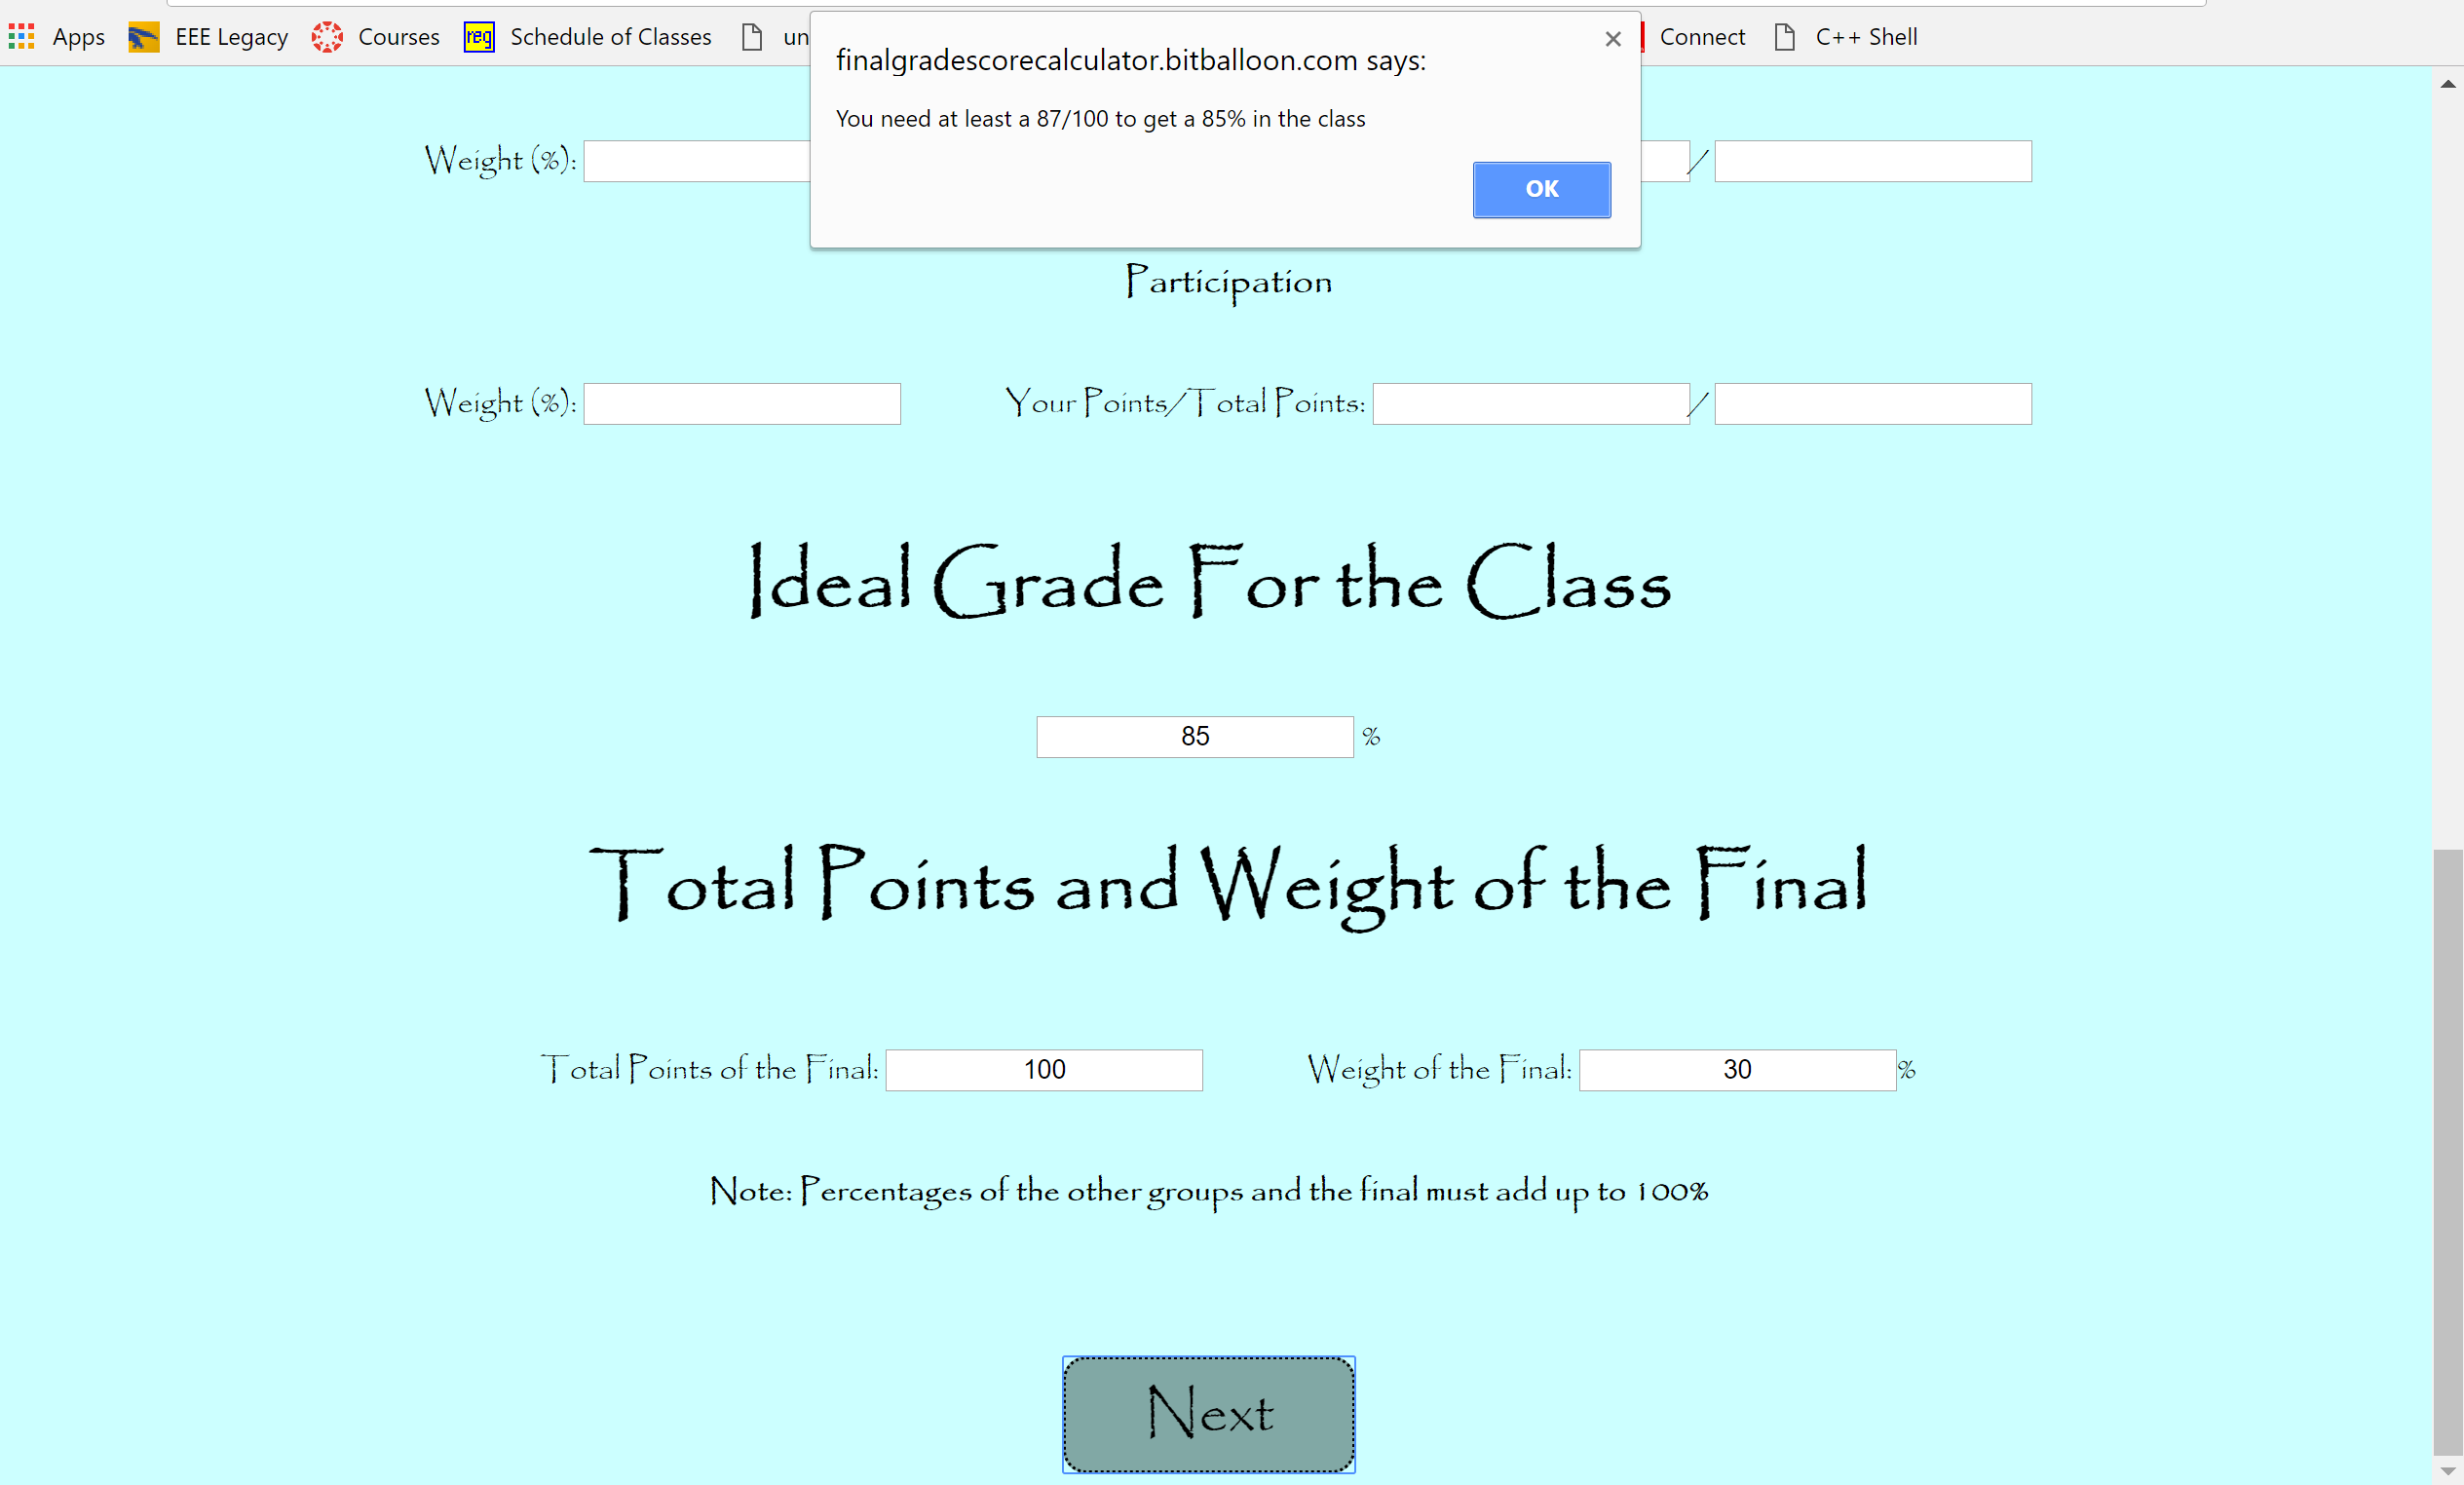 Apps EEE Legacy Courses reg Schedule of Classes un Connect C++ Shell
finalgradescorecalculator.bitballoon.com says:
You need at least a 87/100 to get a 85% in the class
OK
Weight (%): /
Participation
Weight (%): Your Points/Total Points: /
Ideal Grade For the Class
85 %
Total Points and Weight of the Final
Total Points of the Final: 100 Weight of the Final: 30 %
Note: Percentages of the other groups and the final must add up to 100%
Next